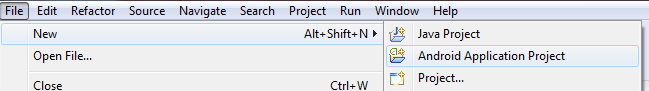 File Edit Refactor Source Navigate Search Project Run Window Help
New Alt+Shift+N Java Project
Open File... Android Application Project
Close Ctrl+W Project...